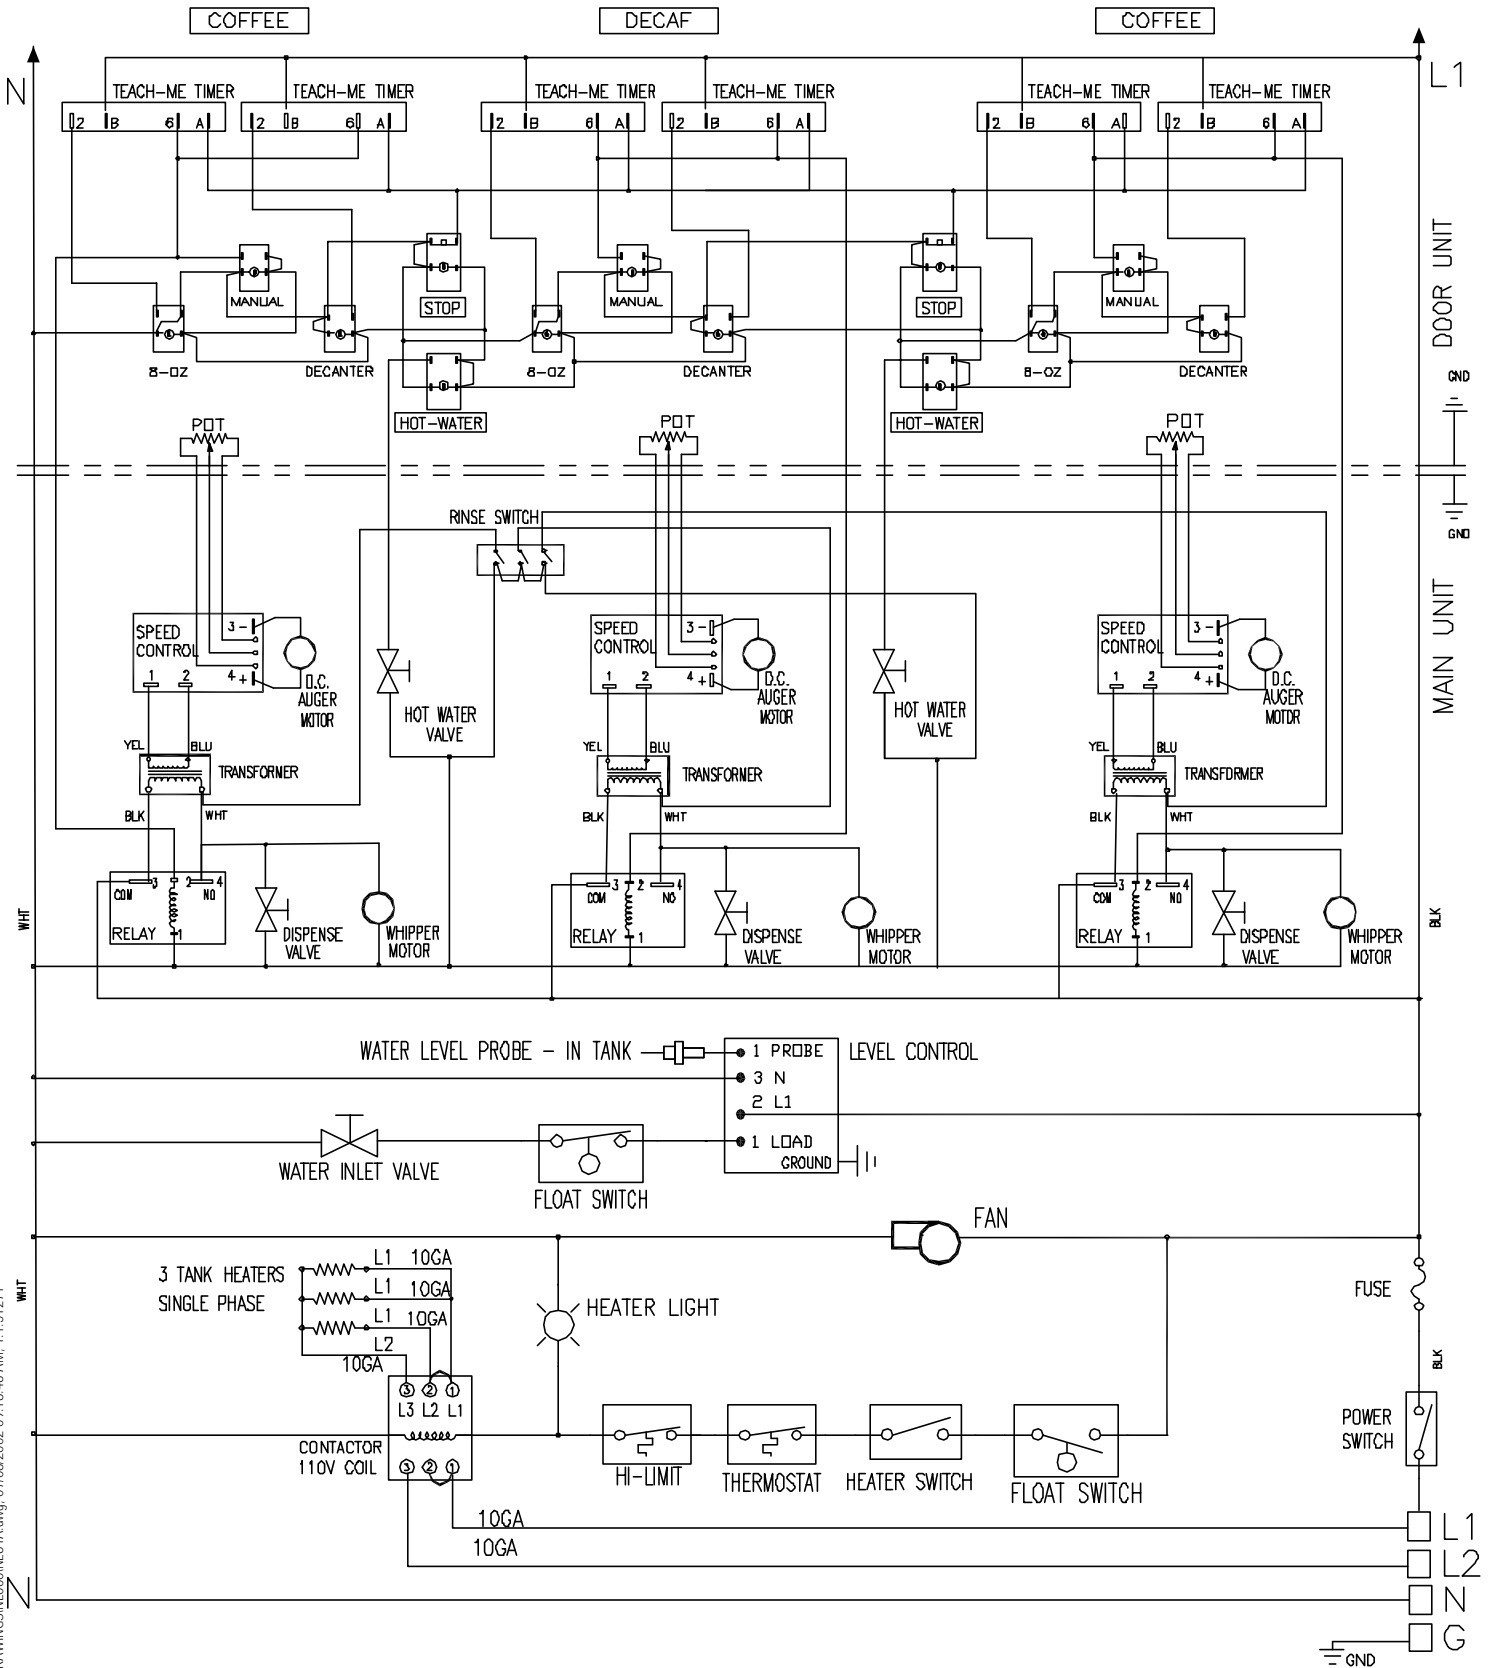 COFFEE DECAF COFFEE
N L1
TEACH-ME TIMER TEACH-ME TIMER TEACH-ME TIMER TEACH-ME TIMER TEACH-ME TIMER TEACH-ME TIMER
2 B 6 A 2 B 6 A 2 B 6 A 2 B 6 A 2 B 6 A 2 B 6 A
DOOR UNIT
MANUAL STOP MANUAL STOP MANUAL
8-OZ DECANTER 8-OZ DECANTER 8-OZ DECANTER
GND
HOT-WATER HOT-WATER
POT POT POT
RINSE SWITCH
GND
MAIN UNIT
SPEED CONTROL 3 - 4 + 1 2
SPEED CONTROL 3 - 4 + 1 2
SPEED CONTROL 3 - 4 + 1 2
D.C. AUGER MOTOR
D.C. AUGER MOTOR
D.C. AUGER MOTOR
HOT WATER VALVE
HOT WATER VALVE
YEL BLU YEL BLU YEL BLU
TRANSFORMER TRANSFORMER TRANSFORMER
BLK WHT BLK WHT BLK WHT
COM 3 2 4 NO COM 3 2 4 NO COM 3 2 4 NO
RELAY 1 RELAY 1 RELAY 1
DISPENSE VALVE WHIPPER MOTOR
DISPENSE VALVE WHIPPER MOTOR
DISPENSE VALVE WHIPPER MOTOR
WHT BLK
WATER LEVEL PROBE - IN TANK 1 PROBE LEVEL CONTROL
3 N
2 L1
1 LOAD
GROUND
WATER INLET VALVE
FLOAT SWITCH
FAN
3 TANK HEATERS
SINGLE PHASE
L1 10GA
L1 10GA
L1 10GA
L2
10GA
HEATER LIGHT
FUSE
WHT
BLK
3 2 1
L3 L2 L1
CONTACTOR
110V COIL
3 2 1
HI-LIMIT THERMOSTAT HEATER SWITCH FLOAT SWITCH
POWER
SWITCH
10GA L1
10GA L2
N N
G
GND